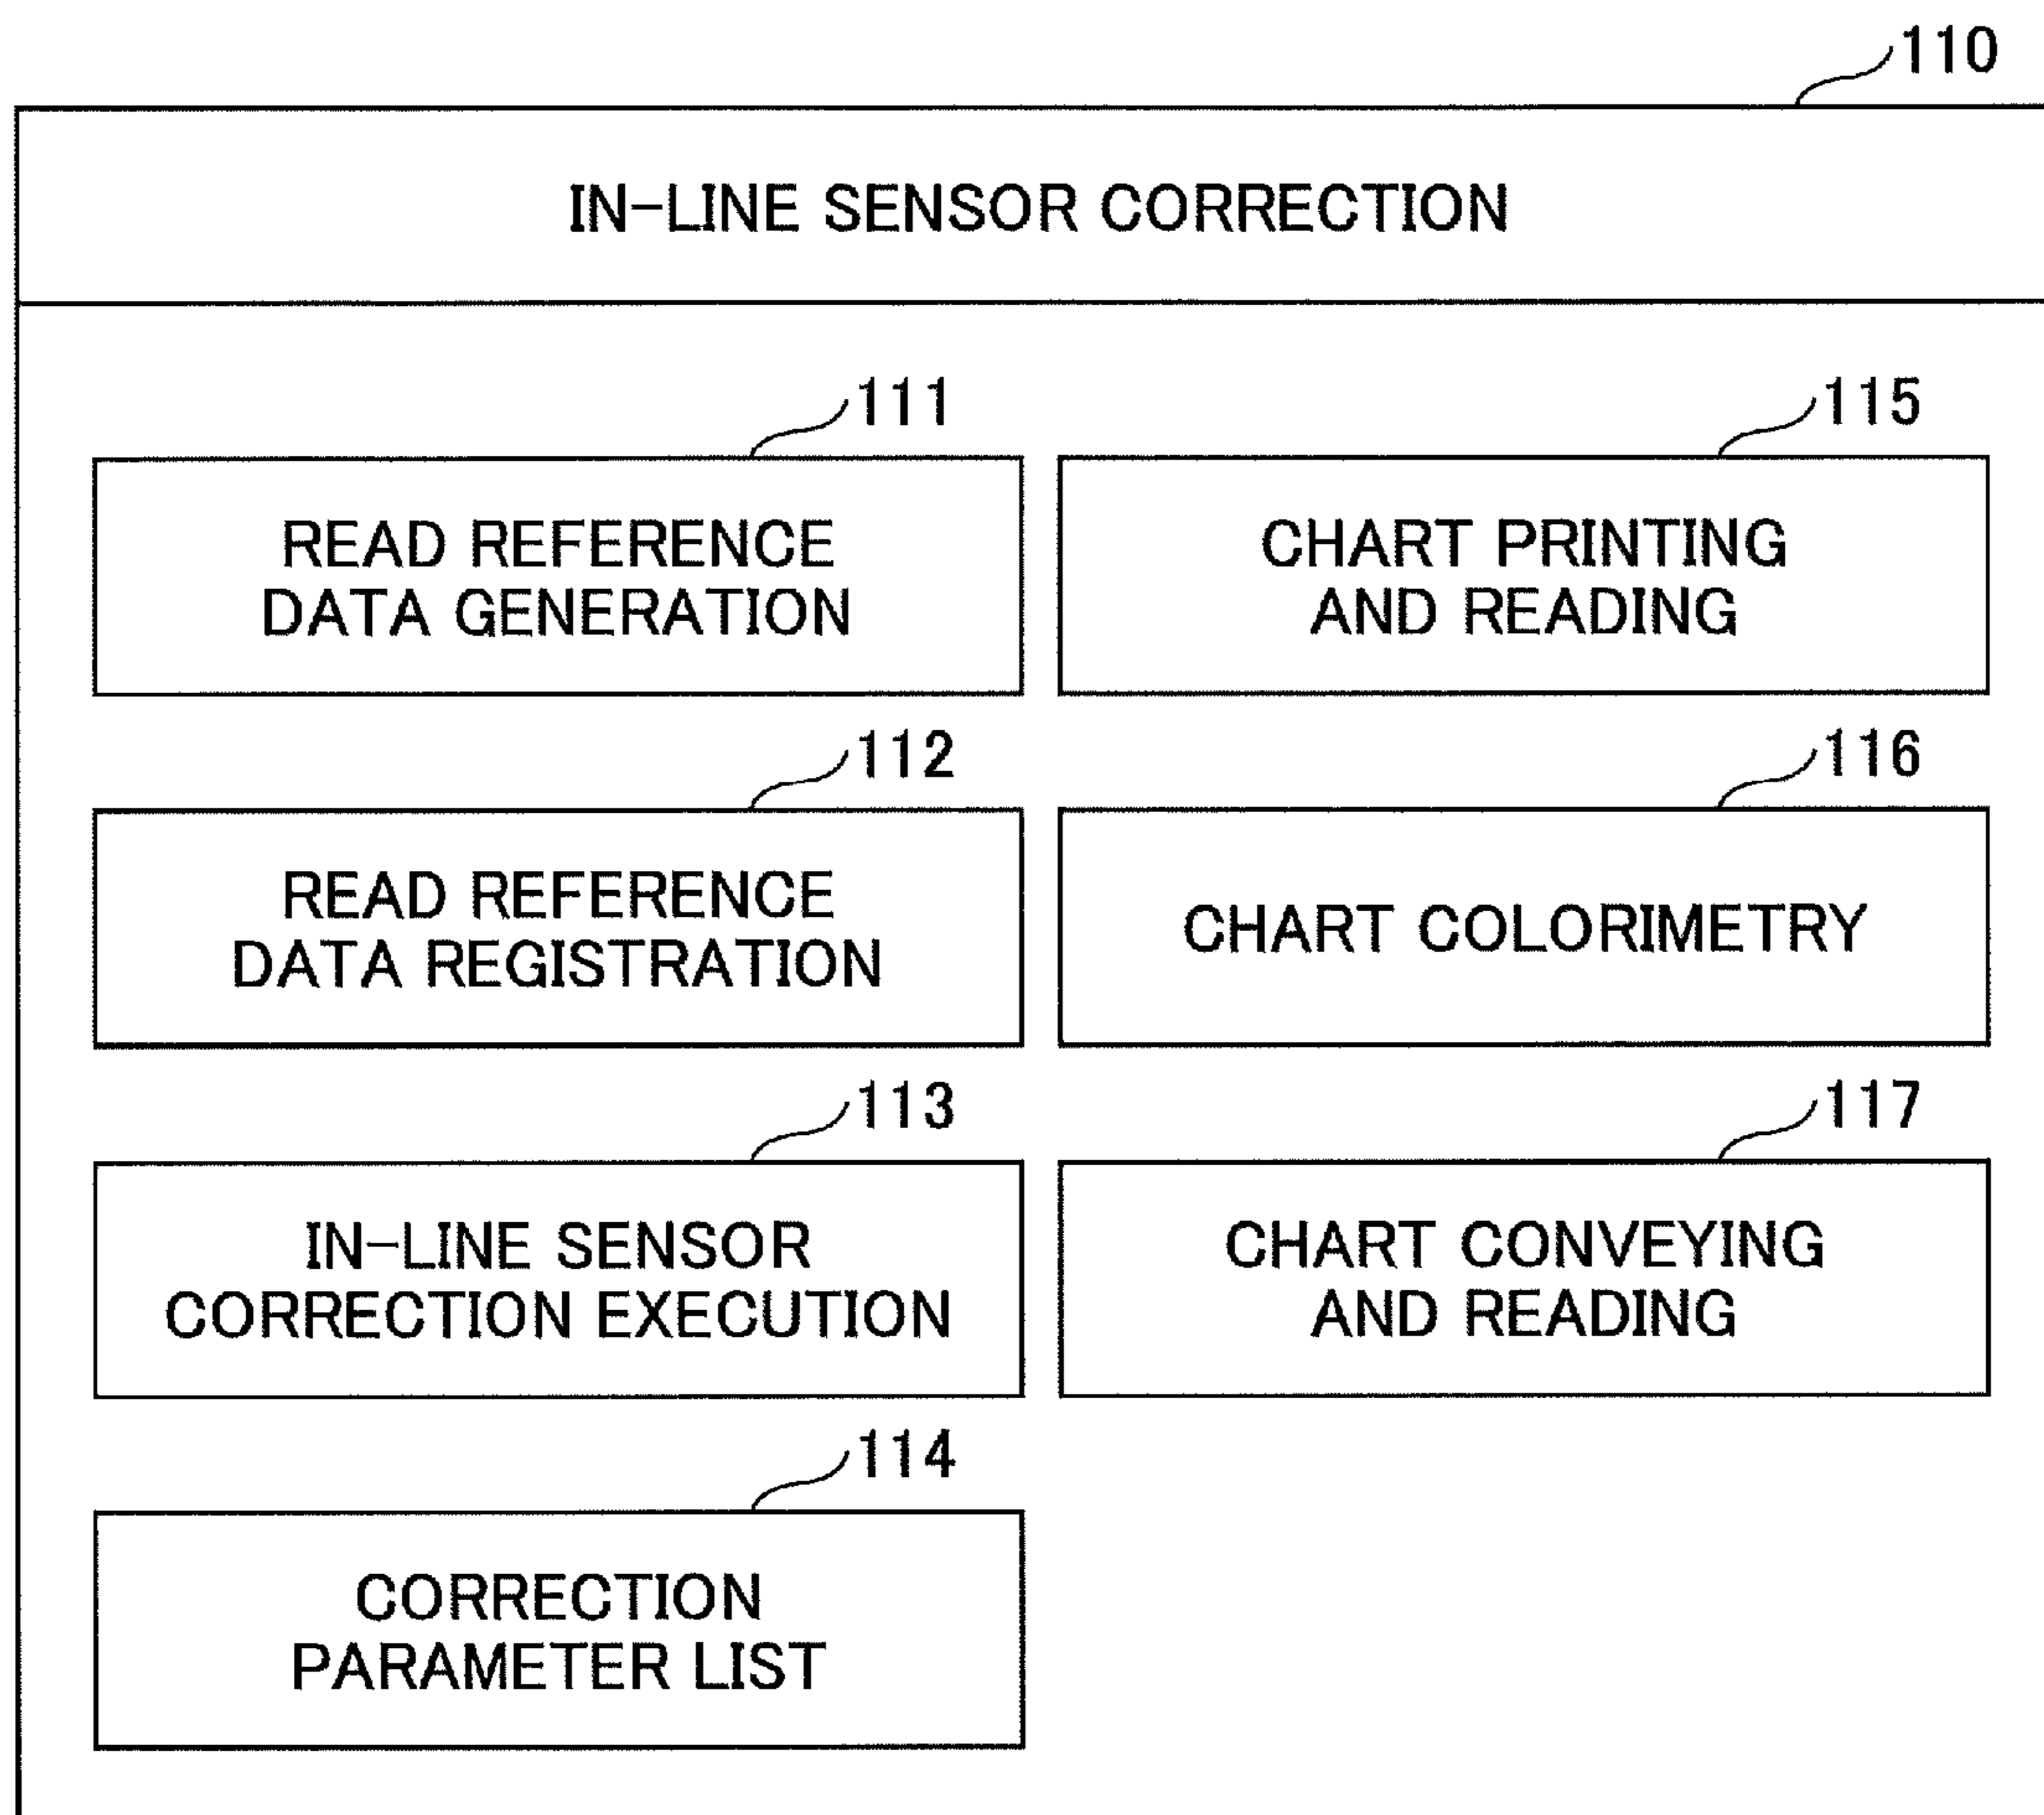 110
IN-LINE SENSOR CORRECTION
111
READ REFERENCE
DATA GENERATION
115
CHART PRINTING
AND READING
112
READ REFERENCE
DATA REGISTRATION
116
CHART COLORIMETRY
113
IN-LINE SENSOR
CORRECTION EXECUTION
117
CHART CONVEYING
AND READING
114
CORRECTION
PARAMETER LIST